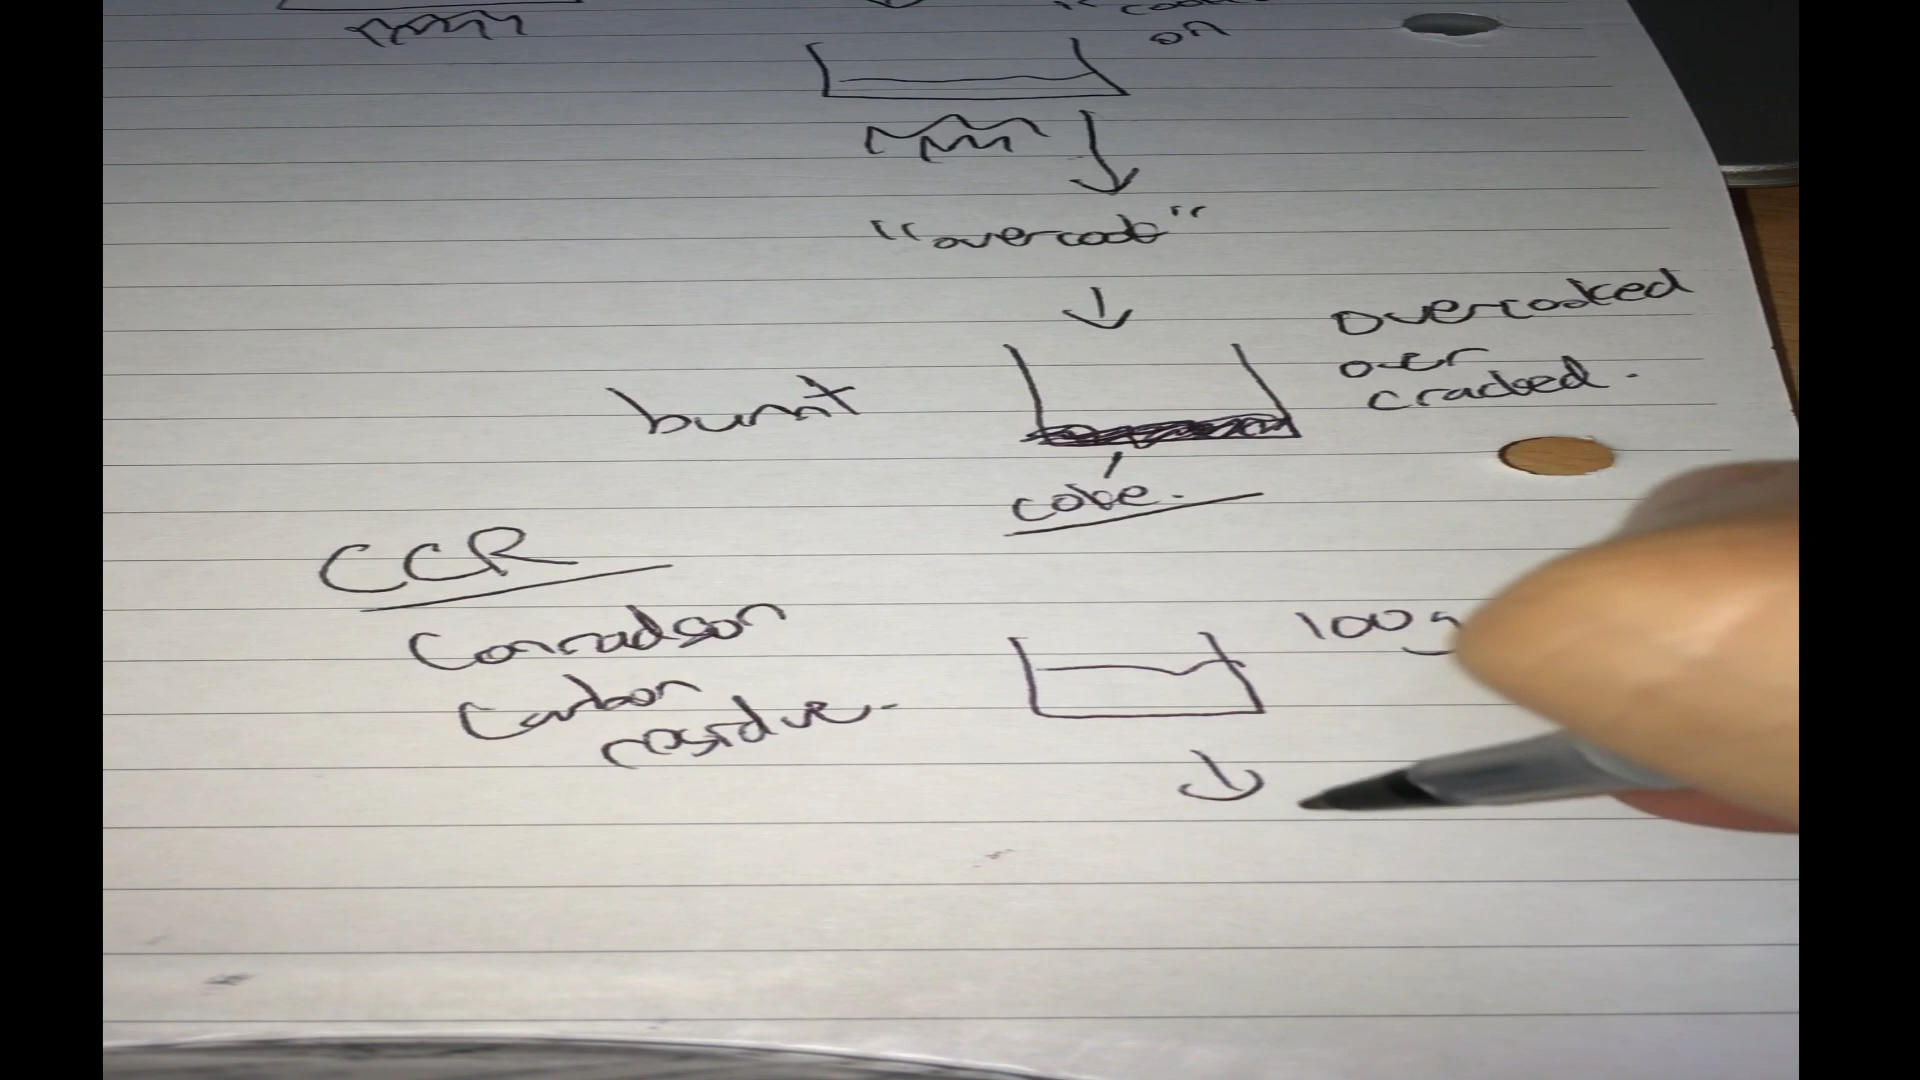 on
"overcook"
overcooked
over
cracked.
burnt
coke.
CCR
Conradson
Carbon
residue.
100g